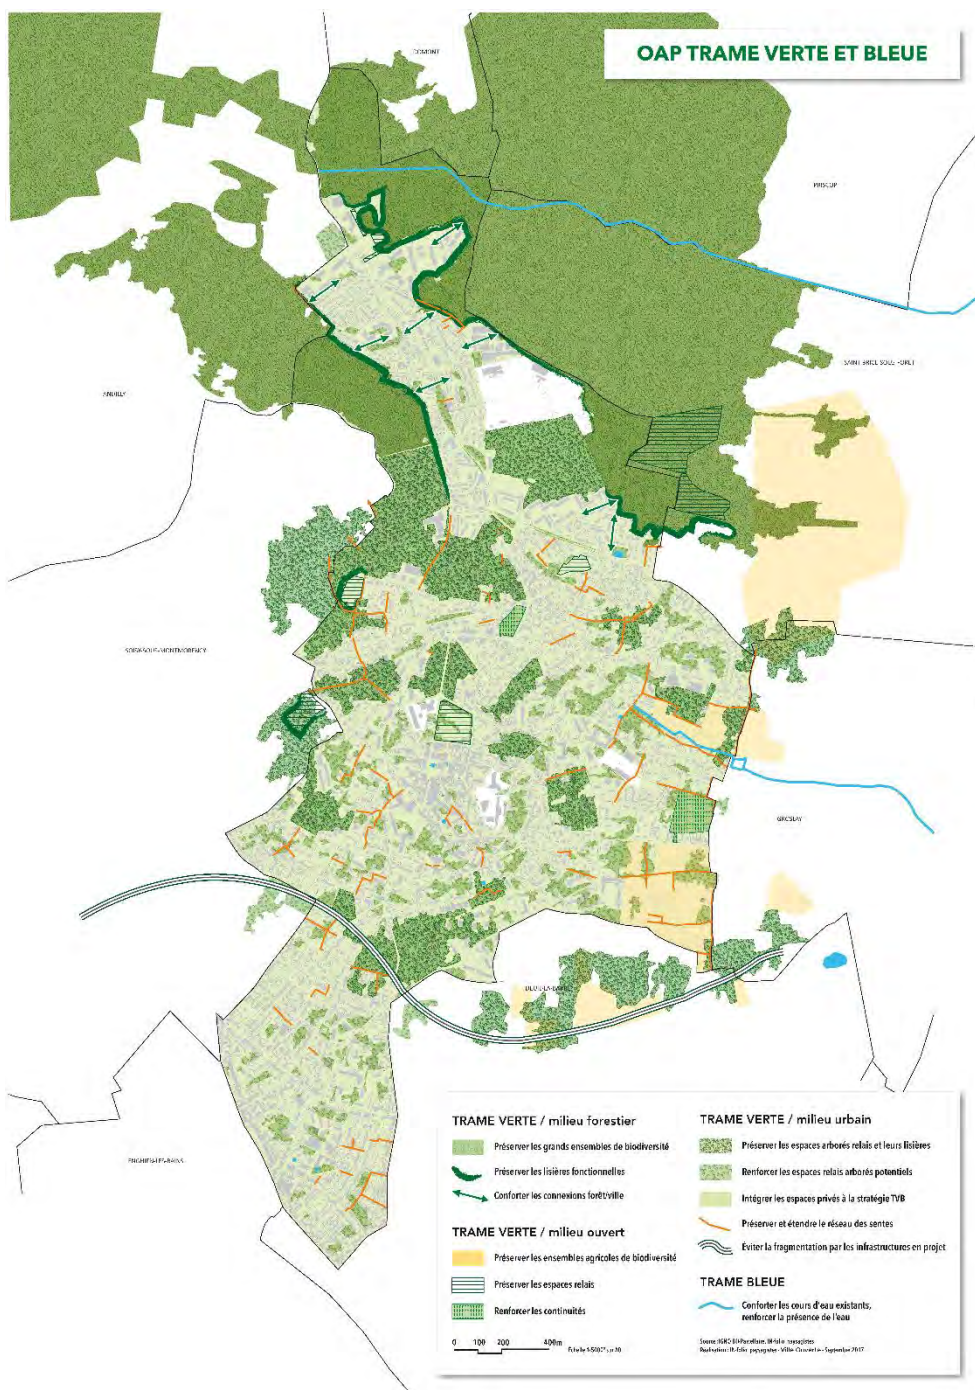 OAP TRAME VERTE ET BLEUE
DOMONT
PISCOP
SAINT-BRICE-SOUS-FORÊT
ANDILLY
SOISY-SOUS-MONTMORENCY
GROSLAY
DEUIL-LA-BARRE
ENGHIEN-LES-BAINS
TRAME VERTE / milieu forestier
Préserver les grands ensembles de biodiversité
Préserver les lisières fonctionnelles
Conforter les connexions forêt/ville
TRAME VERTE / milieu ouvert
Préserver les ensembles agricoles de biodiversité
Préserver les espaces relais
Renforcer les continuités
0 100 200 400m
TRAME VERTE / milieu urbain
Préserver les espaces arborés relais et leurs lisières
Renforcer les espaces relais arborés potentiels
Intégrer les espaces privés à la stratégie TVB
Préserver et étendre le réseau des sentes
Éviter la fragmentation par les infrastructures en projet
TRAME BLEUE
Conforter les cours d'eau existants,
renforcer la présence de l'eau